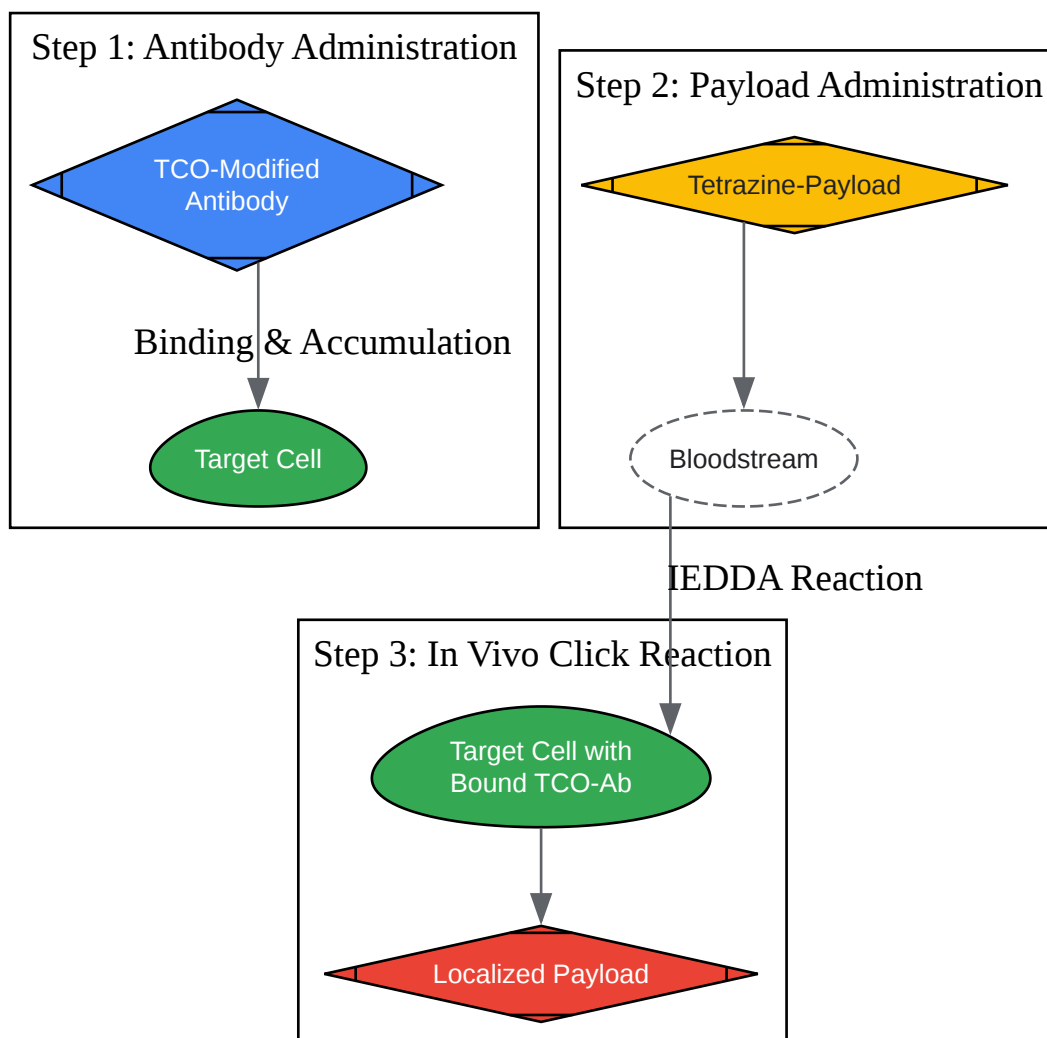 Step 1: Antibody Administration
TCO-Modified
Antibody
Binding & Accumulation
Target Cell
Step 2: Payload Administration
Tetrazine-Payload
Bloodstream
IEDDA Reaction
Step 3: In Vivo Click Reaction
Target Cell with
Bound TCO-Ab
Localized Payload